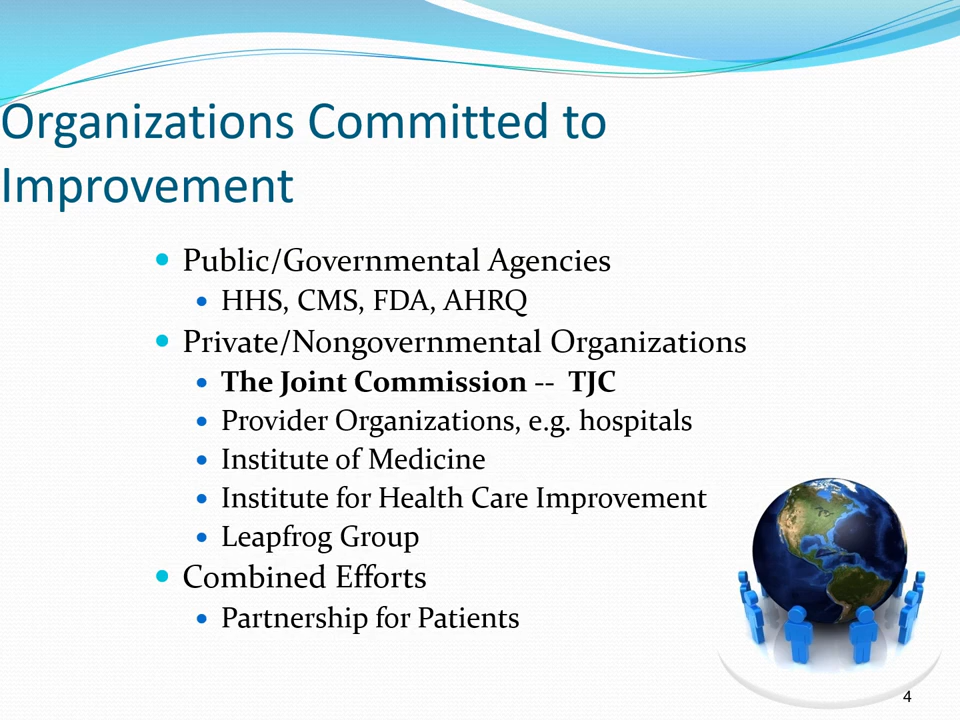 Organizations Committed to
Improvement
• Public/Governmental Agencies
• HHS, CMS, FDA, AHRQ
• Private/Nongovernmental Organizations
• The Joint Commission -- TJC
• Provider Organizations, e.g. hospitals
• Institute of Medicine
• Institute for Health Care Improvement
• Leapfrog Group
• Combined Efforts
• Partnership for Patients
4